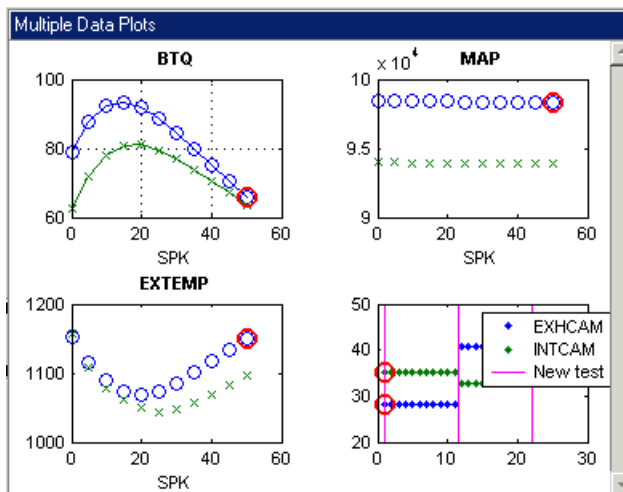 Multiple Data Plots
BTQ
100
80
60
0 20 40 60
SPK
MAP
x 10⁴
10
9.5
9
0 20 40 60
SPK
EXTEMP
1200
1100
1000
0 20 40 60
SPK
50
40
30
20
0 10 20 30
EXHCAM
INTCAM
New test